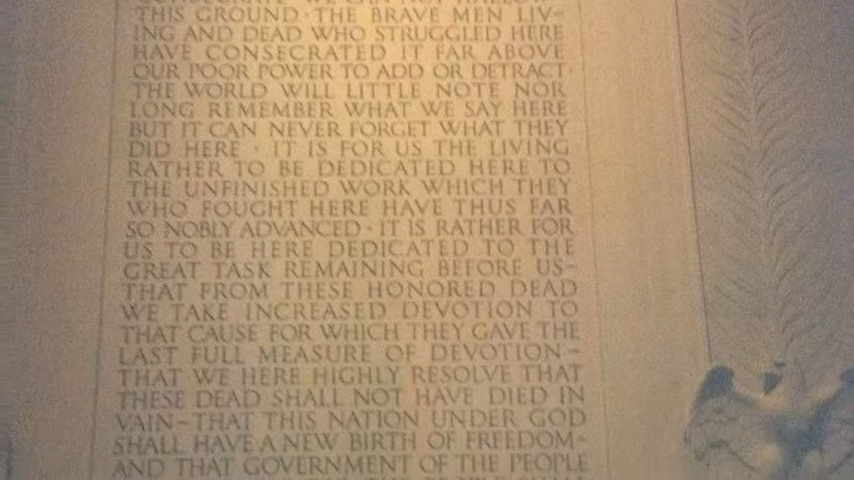 CONSECRATE WE CAN NOT HALLOW
THIS GROUND · THE BRAVE MEN LIV–
ING AND DEAD WHO STRUGGLED HERE
HAVE CONSECRATED IT FAR ABOVE
OUR POOR POWER TO ADD OR DETRACT·
THE WORLD WILL LITTLE NOTE NOR
LONG REMEMBER WHAT WE SAY HERE
BUT IT CAN NEVER FORGET WHAT THEY
DID HERE · IT IS FOR US THE LIVING
RATHER TO BE DEDICATED HERE TO
THE UNFINISHED WORK WHICH THEY
WHO FOUGHT HERE HAVE THUS FAR
SO NOBLY ADVANCED · IT IS RATHER FOR
US TO BE HERE DEDICATED TO THE
GREAT TASK REMAINING BEFORE US–
THAT FROM THESE HONORED DEAD
WE TAKE INCREASED DEVOTION TO
THAT CAUSE FOR WHICH THEY GAVE THE
LAST FULL MEASURE OF DEVOTION–
THAT WE HERE HIGHLY RESOLVE THAT
THESE DEAD SHALL NOT HAVE DIED IN
VAIN–THAT THIS NATION UNDER GOD
SHALL HAVE A NEW BIRTH OF FREEDOM–
AND THAT GOVERNMENT OF THE PEOPLE